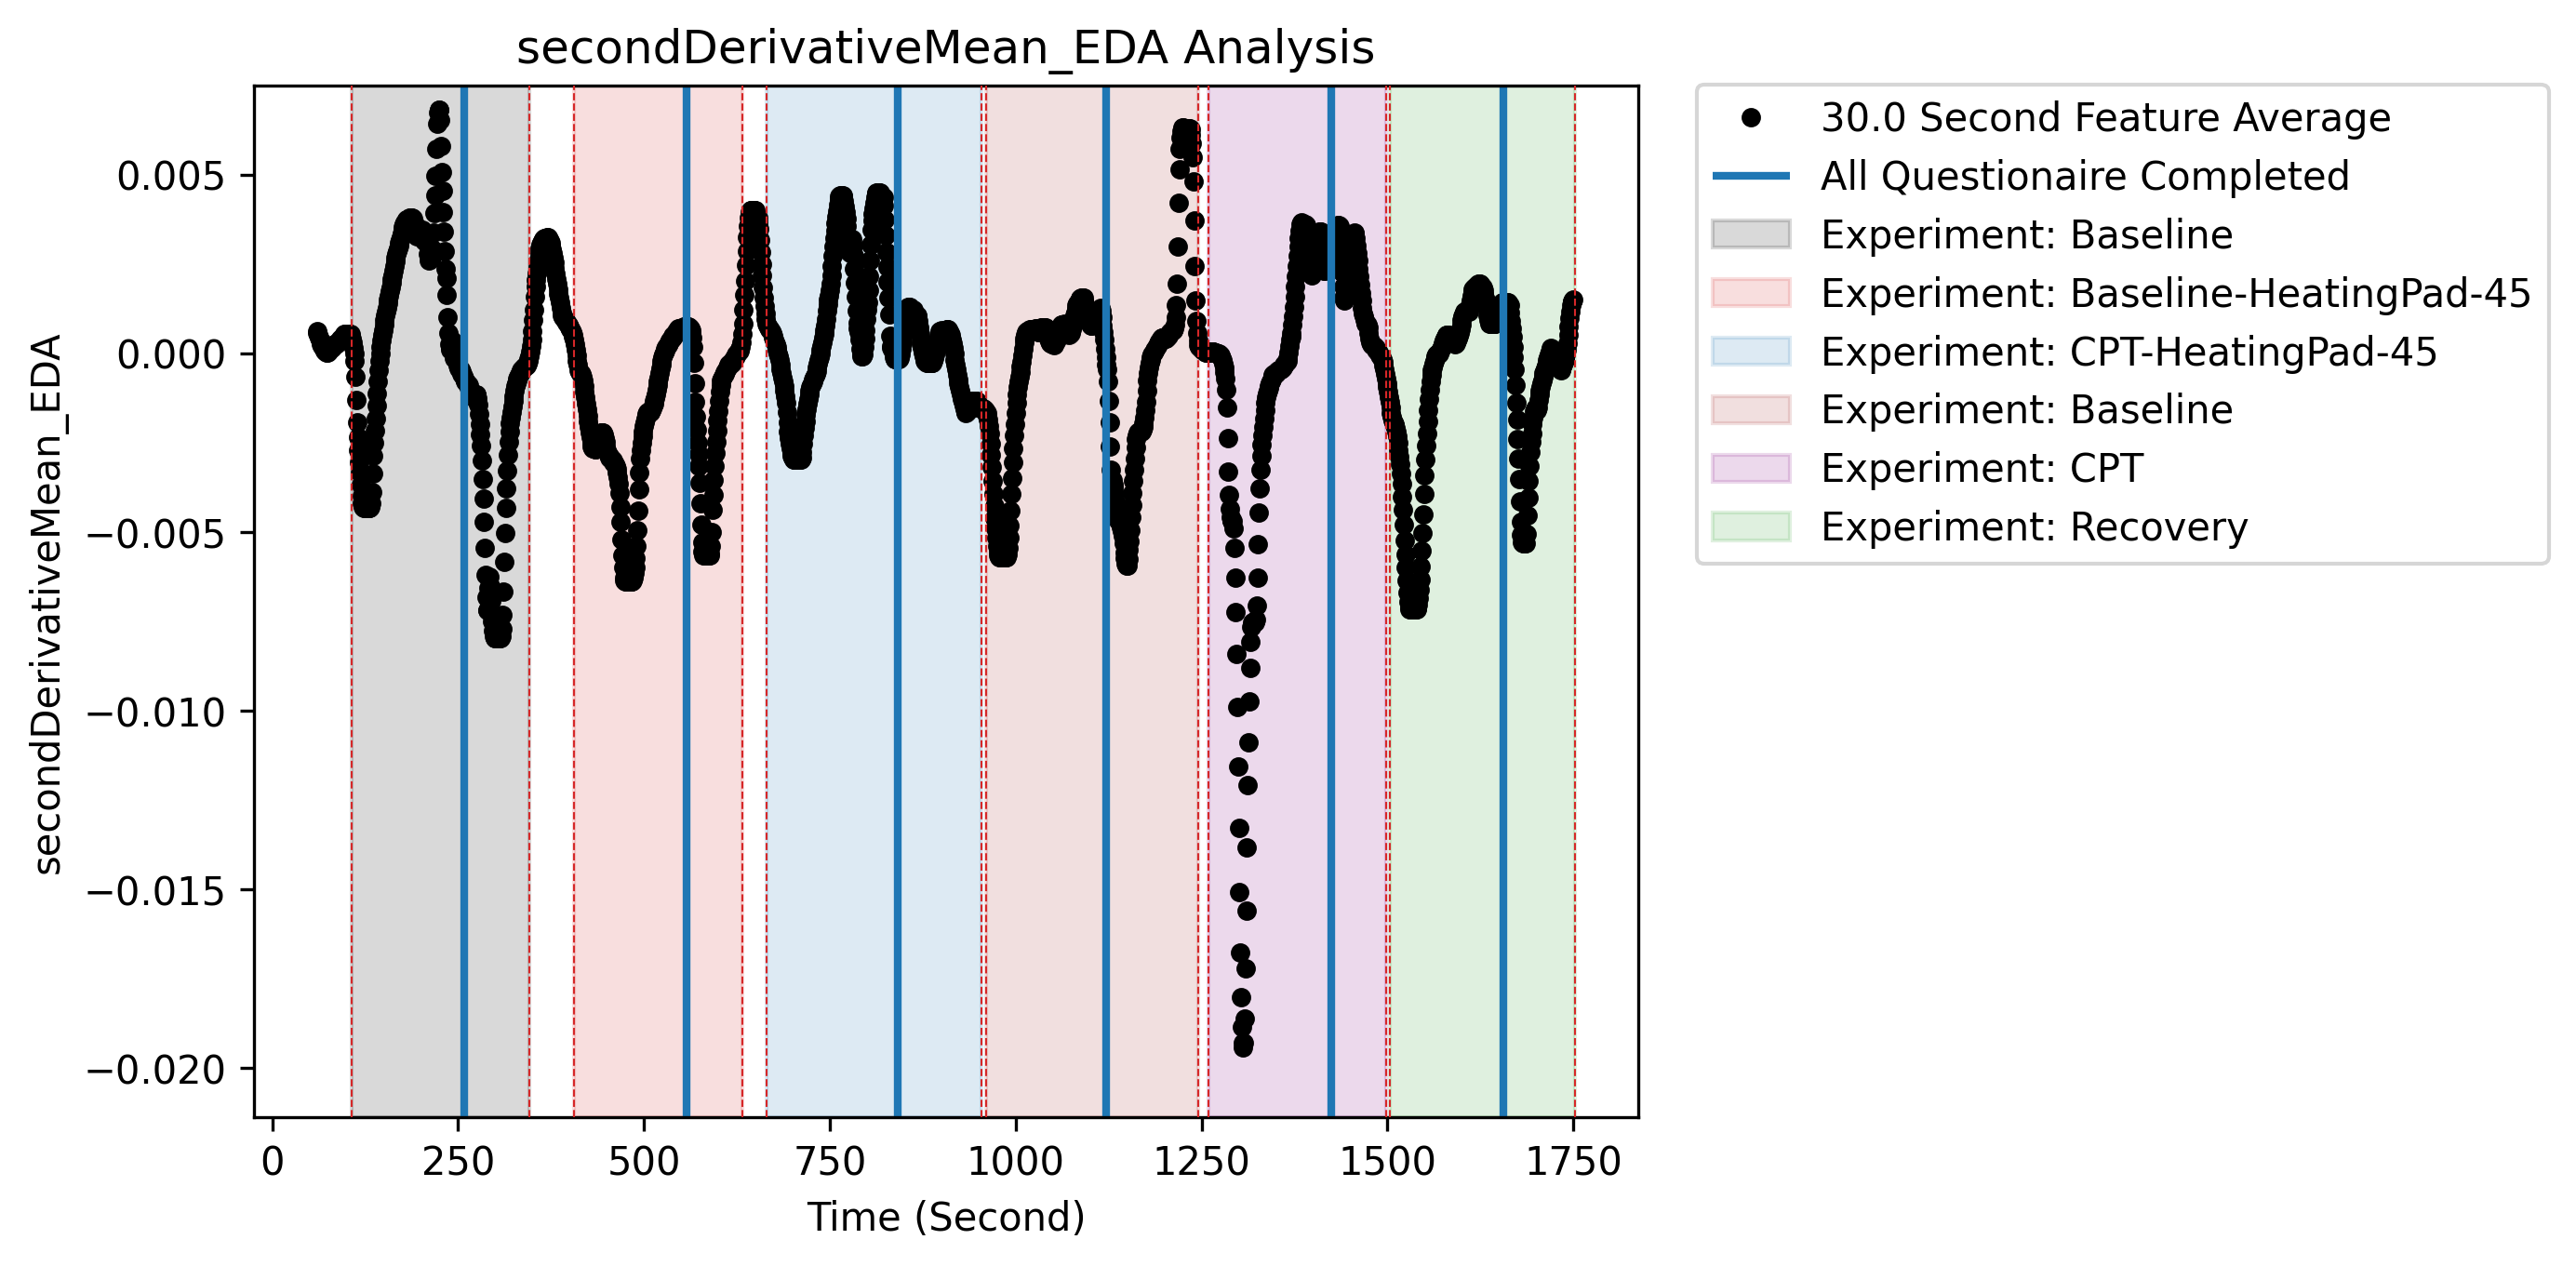 secondDerivativeMean_EDA Analysis
secondDerivativeMean_EDA
0.005
0.000
−0.005
−0.010
−0.015
−0.020
0 250 500 750 1000 1250 1500 1750
Time (Second)
30.0 Second Feature Average
All Questionaire Completed
Experiment: Baseline
Experiment: Baseline-HeatingPad-45
Experiment: CPT-HeatingPad-45
Experiment: Baseline
Experiment: CPT
Experiment: Recovery